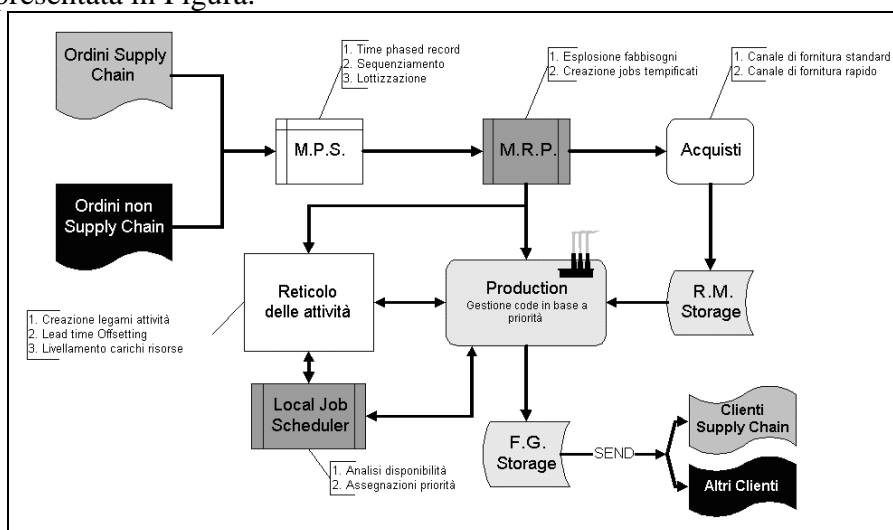 presentata in Figura.
Ordini Supply
Chain
1. Time phased record
2. Sequenziamento
3. Lottizzazione
1. Esplosione fabbisogni
2. Creazione jobs tempificati
1. Canale di fornitura standard
2. Canale di fornitura rapido
M.P.S.
M.R.P.
Acquisti
Ordini non
Supply Chain
Reticolo
delle attività
Production
Gestione code in base a
priorità
R.M.
Storage
1. Creazione legami attività
2. Lead time Offsetting
3. Livellamento carichi risorse
Local Job
Scheduler
1. Analisi disponibilità
2. Assegnazioni priorità
F.G.
Storage
SEND
Clienti
Supply Chain
Altri Clienti